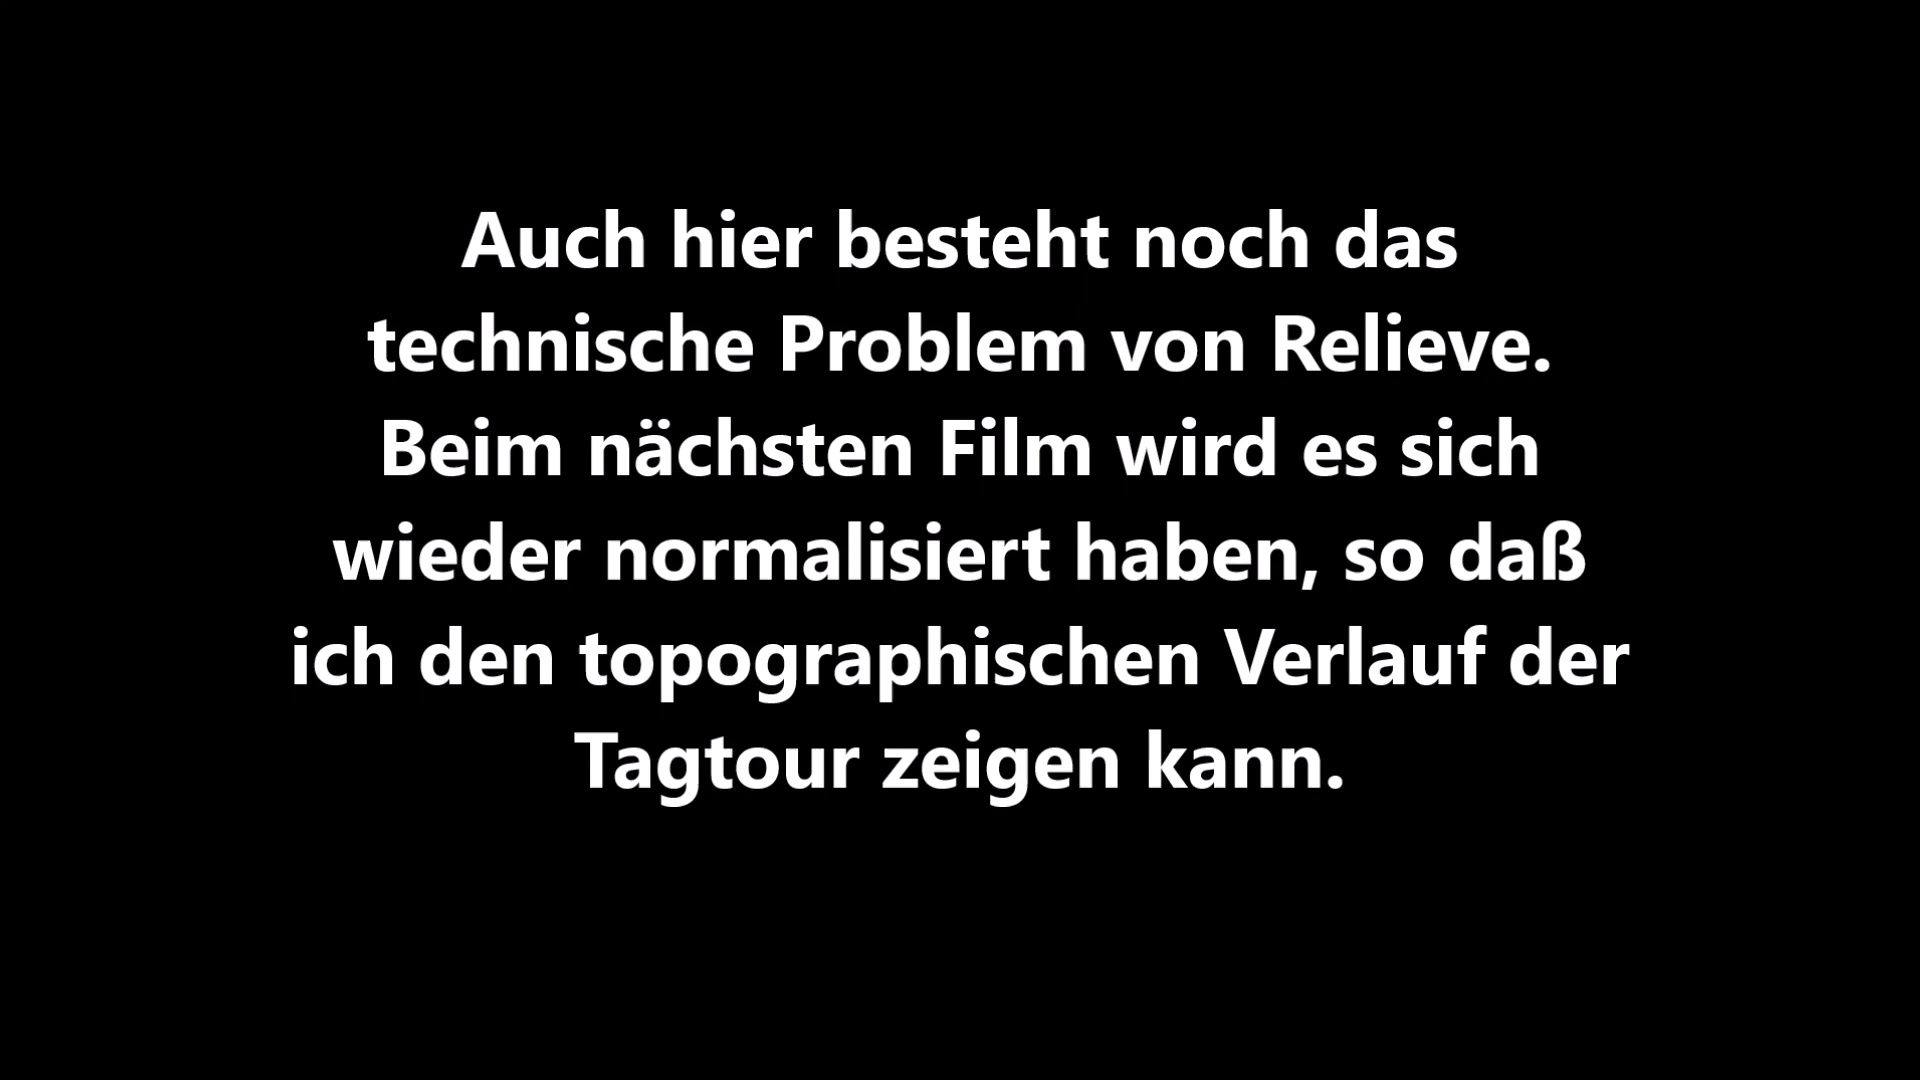 Auch hier besteht noch das
technische Problem von Relieve.
Beim nächsten Film wird es sich
wieder normalisiert haben, so daß
ich den topographischen Verlauf der
Tagtour zeigen kann.